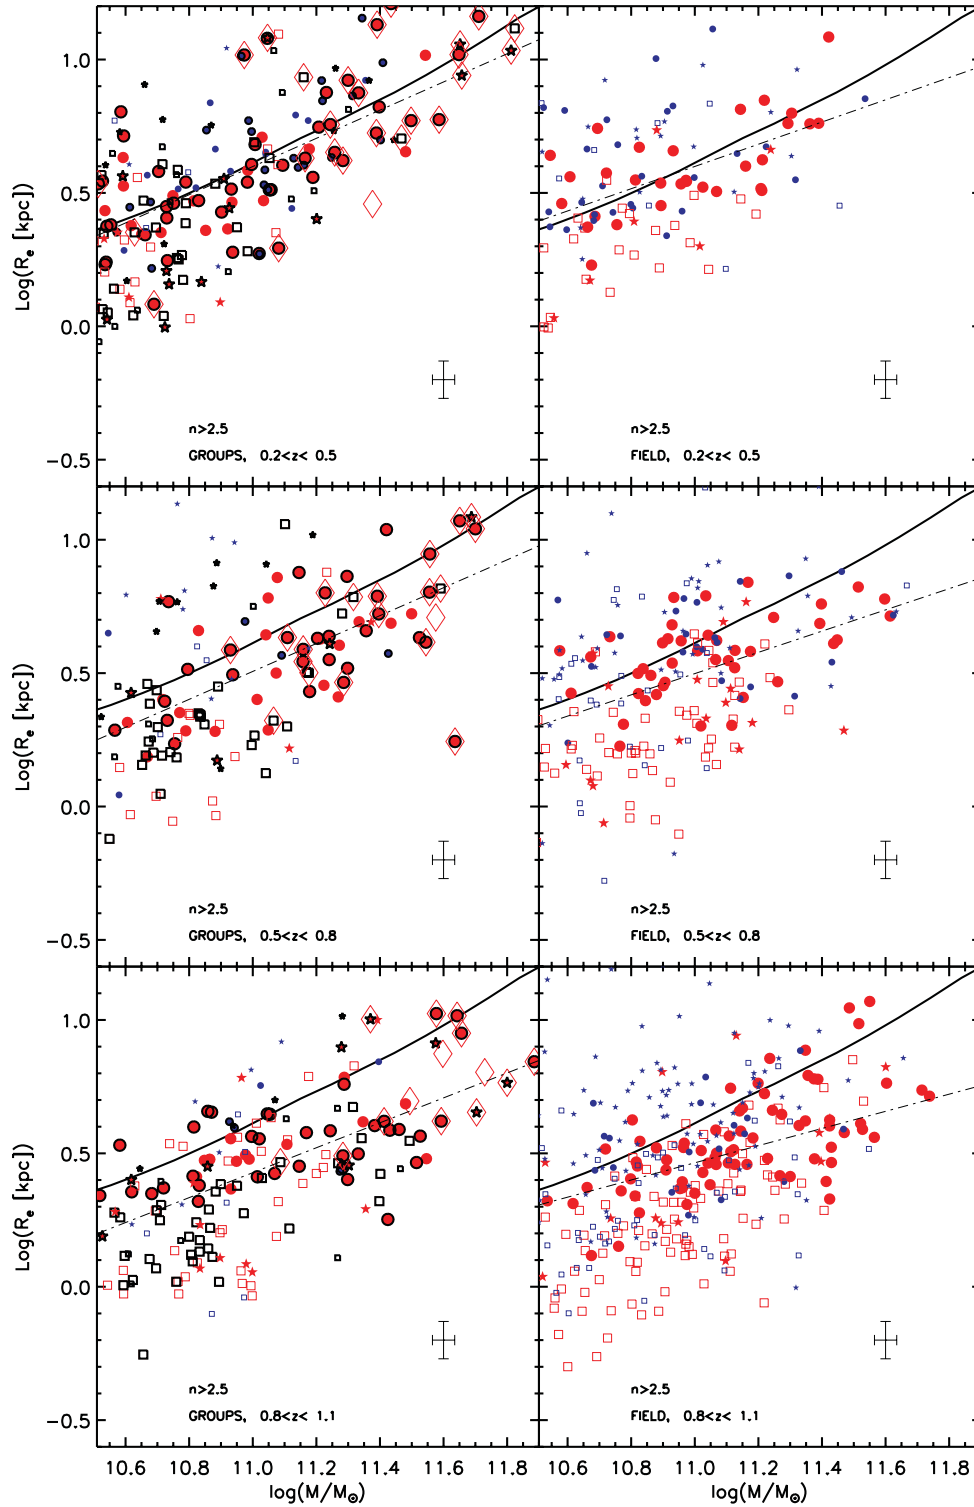 1.0
0.5
0.0
−0.5
Log(Rₑ [kpc])
n>2.5
GROUPS, 0.2<z< 0.5
n>2.5
FIELD, 0.2<z< 0.5
1.0
0.5
0.0
−0.5
Log(Rₑ [kpc])
n>2.5
GROUPS, 0.5<z< 0.8
n>2.5
FIELD, 0.5<z< 0.8
1.0
0.5
0.0
−0.5
Log(Rₑ [kpc])
n>2.5
GROUPS, 0.8<z< 1.1
n>2.5
FIELD, 0.8<z< 1.1
10.6 10.8 11.0 11.2 11.4 11.6 11.8
10.6 10.8 11.0 11.2 11.4 11.6 11.8
log(M/M☉)
log(M/M☉)